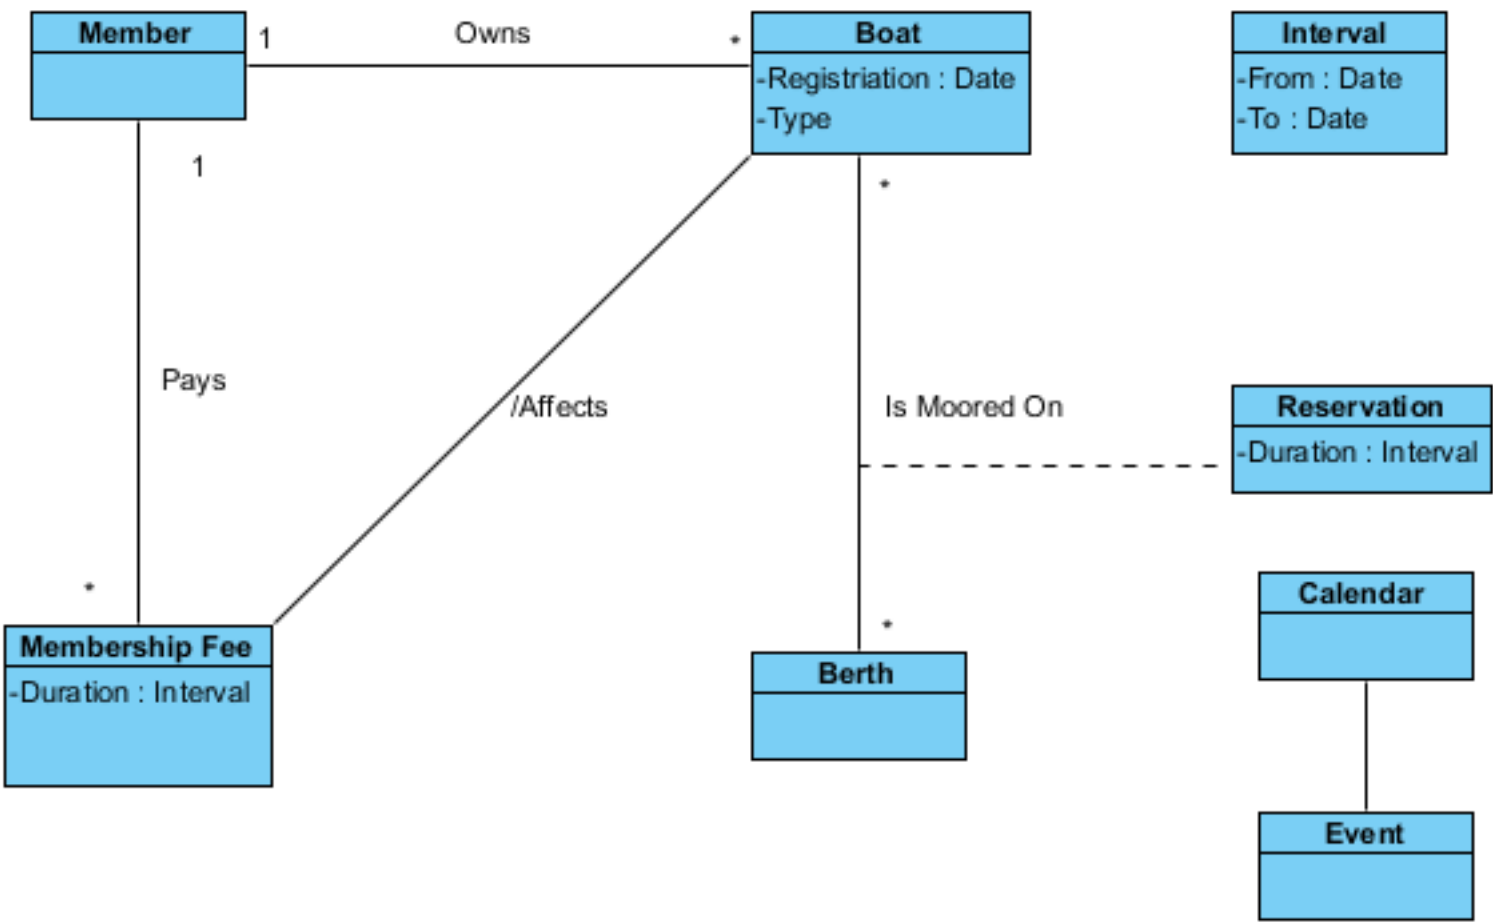 Member
1
Owns
*
Boat
-Registriation : Date
-Type
Interval
-From : Date
-To : Date
1
*
Pays
/Affects
Is Moored On
Reservation
-Duration : Interval
*
*
Membership Fee
-Duration : Interval
Berth
Calendar
Event